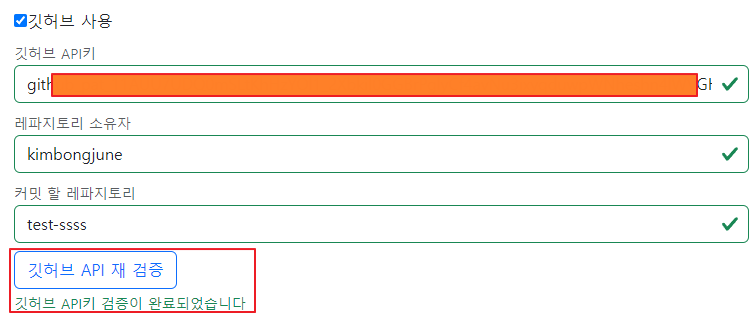 깃허브 사용
깃허브 API키
gith
레파지토리 소유자
kimbongjune
커밋 할 레파지토리
test-ssss
깃허브 API 재 검증
깃허브 API키 검증이 완료되었습니다